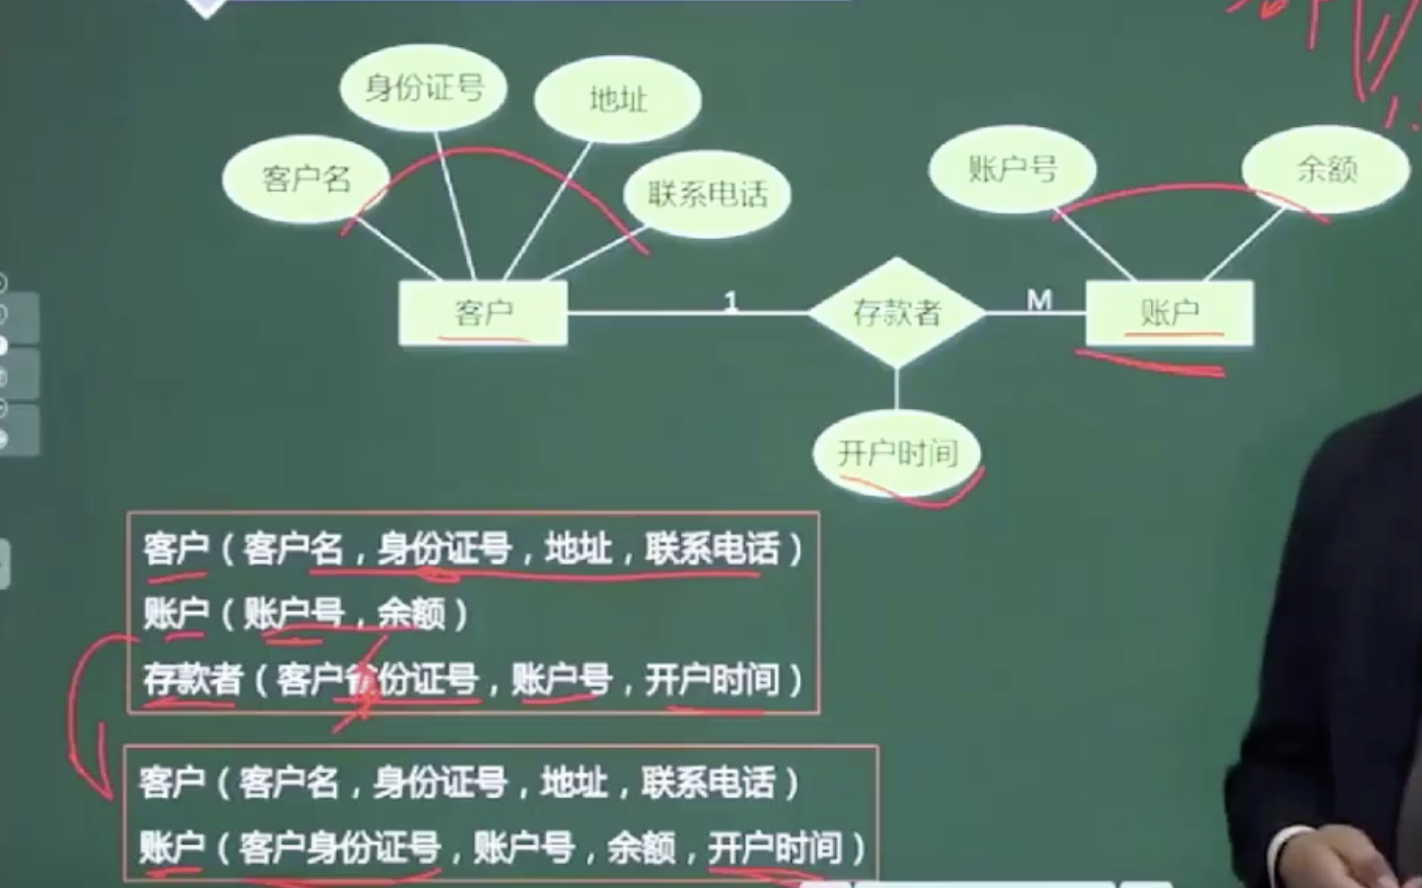 身份证号
地址
客户名
联系电话
账户号
余额
客户
1
存款者
M
账户
开户时间
客户（客户名，身份证号，地址，联系电话）
账户（账户号，余额）
存款者（客户身份证号，账户号，开户时间）
客户（客户名，身份证号，地址，联系电话）
账户（客户身份证号，账户号，余额，开户时间）